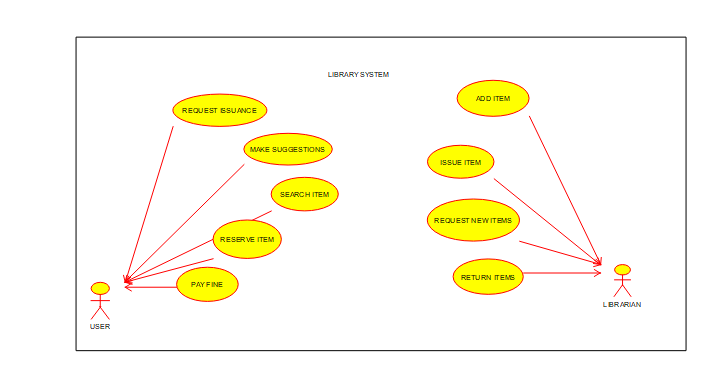 LIBRARY SYSTEM
REQUEST ISSUANCE
MAKE SUGGESTIONS
SEARCH ITEM
RESERVE ITEM
PAY FINE
USER
ADD ITEM
ISSUE ITEM
REQUEST NEW ITEMS
RETURN ITEMS
LIBRARIAN